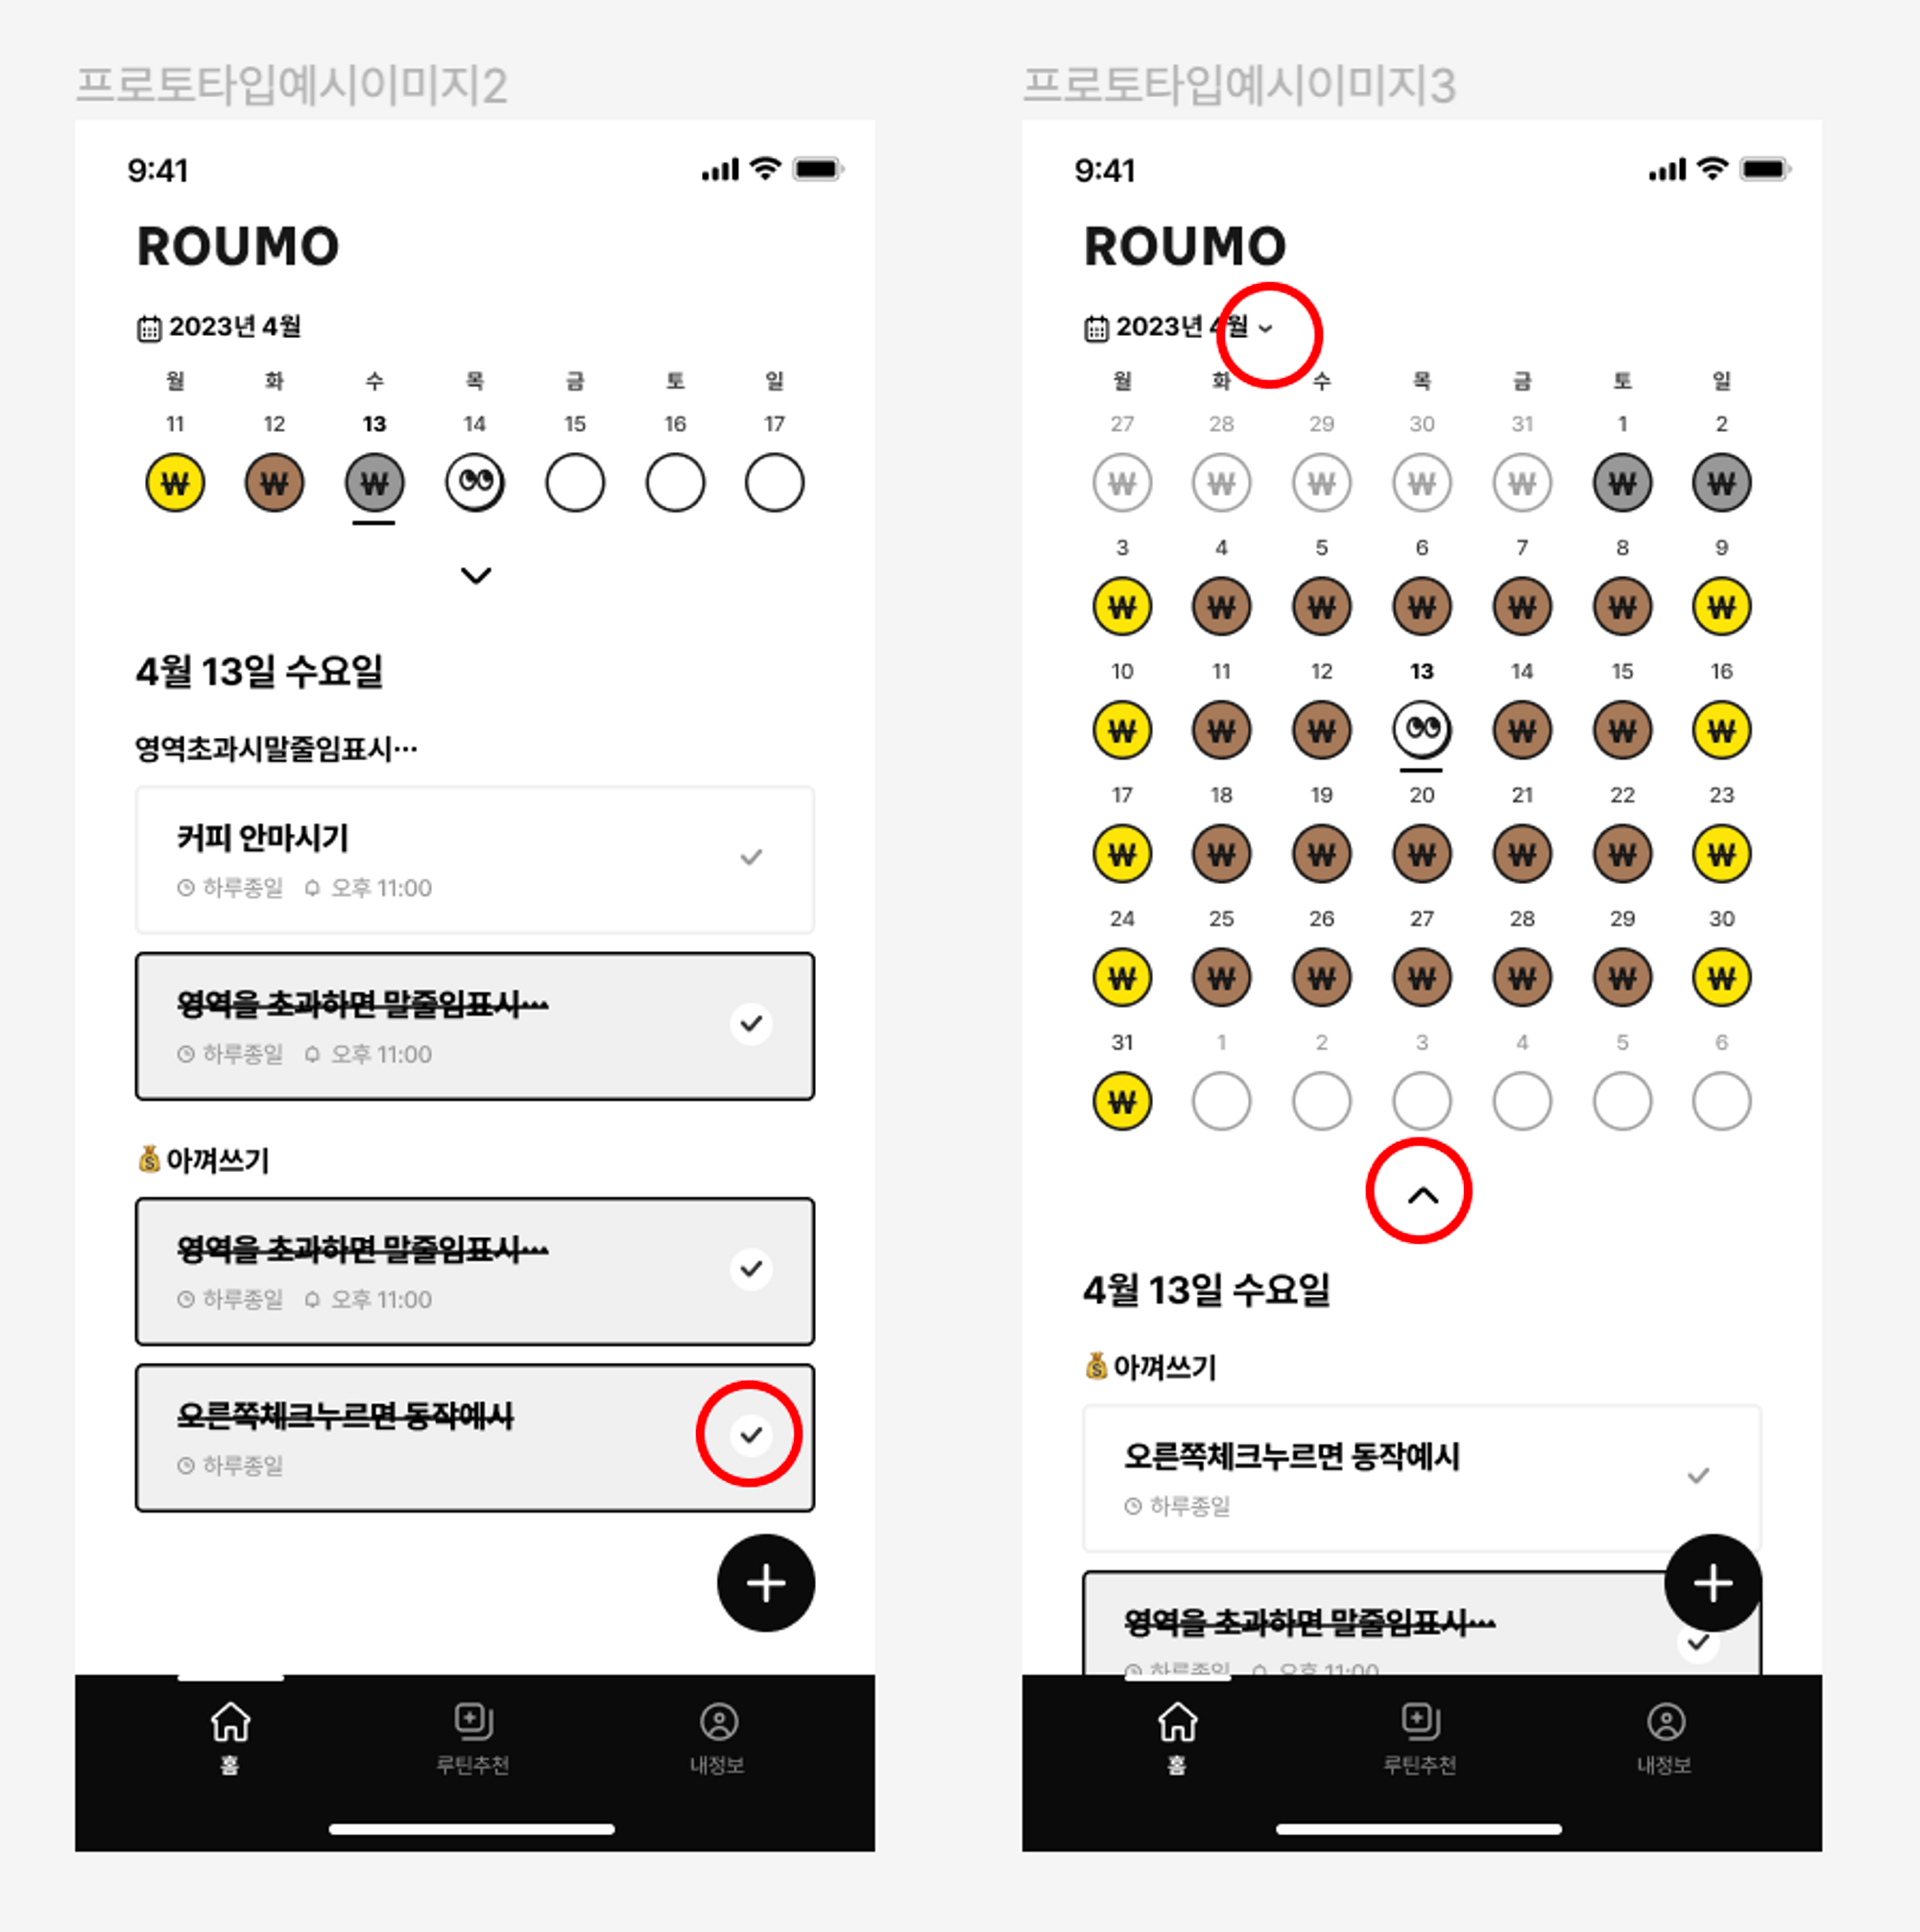 프로토타입예시이미지2
9:41
ROUMO
2023년 4월
월 화 수 목 금 토 일
11 12 13 14 15 16 17
₩ ₩ ₩
4월 13일 수요일
영역초과시말줄임표시…
커피 안마시기
하루종일 오후 11:00
영역을 초과하면 말줄임표시…
하루종일 오후 11:00
아껴쓰기
영역을 초과하면 말줄임표시…
하루종일 오후 11:00
오른쪽체크누르면 동작예시
하루종일
홈 루틴추천 내정보
프로토타입예시이미지3
9:41
ROUMO
2023년 4월
월 화 수 목 금 토 일
27 28 29 30 31 1 2
₩ ₩ ₩ ₩ ₩ ₩ ₩
3 4 5 6 7 8 9
₩ ₩ ₩ ₩ ₩ ₩ ₩
10 11 12 13 14 15 16
₩ ₩ ₩ ₩ ₩ ₩
17 18 19 20 21 22 23
₩ ₩ ₩ ₩ ₩ ₩ ₩
24 25 26 27 28 29 30
₩ ₩ ₩ ₩ ₩ ₩ ₩
31 1 2 3 4 5 6
₩
4월 13일 수요일
아껴쓰기
오른쪽체크누르면 동작예시
하루종일
영역을 초과하면 말줄임표시…
하루종일 오후 11:00
홈 루틴추천 내정보